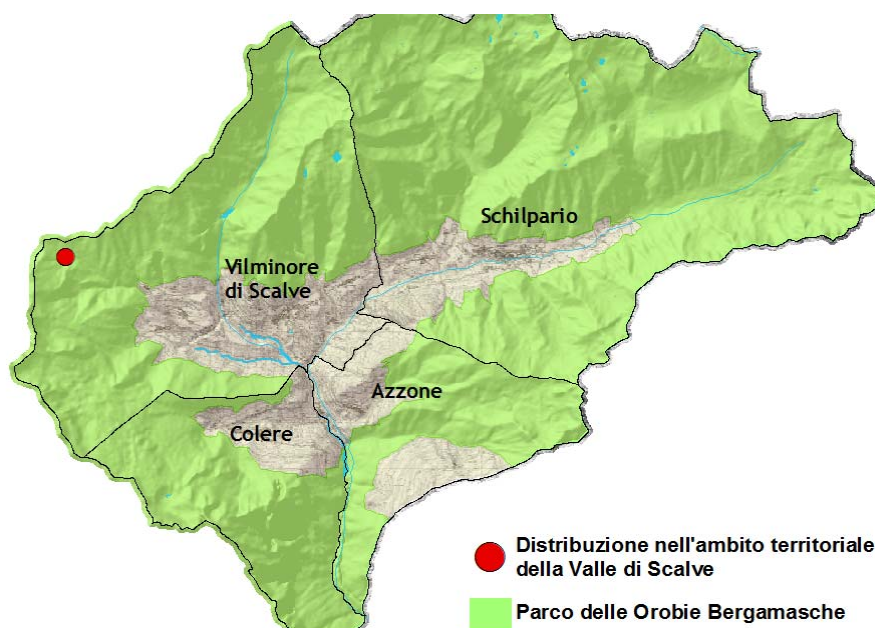 Schilpario
Vilminore
di Scalve
Azzone
Colere
Distribuzione nell'ambito territoriale
della Valle di Scalve
Parco delle Orobie Bergamasche